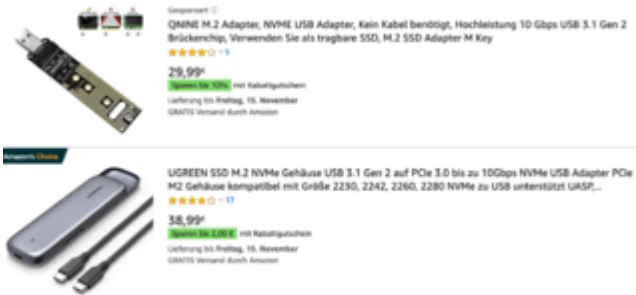 Gesponsert
QNINE M.2 Adapter, NVME USB Adapter, Kein Kabel benötigt, Hochleistung 10 Gbps USB 3.1 Gen 2
Brückenchip, Verwenden Sie als tragbare SSD, M.2 SSD Adapter M Key
5
29,99€
Sparen Sie 10% mit Rabattgutschein
Lieferung bis Freitag, 15. November
GRATIS Versand durch Amazon
Amazon's Choice
UGREEN SSD M.2 NVMe Gehäuse USB 3.1 Gen 2 auf PCIe 3.0 bis zu 10Gbps NVMe USB Adapter PCIe
M2 Gehäuse kompatibel mit Größe 2230, 2242, 2260, 2280 NVMe zu USB unterstützt UASP,...
17
38,99€
Sparen Sie 2,00 € mit Rabattgutschein
Lieferung bis Freitag, 15. November
GRATIS Versand durch Amazon